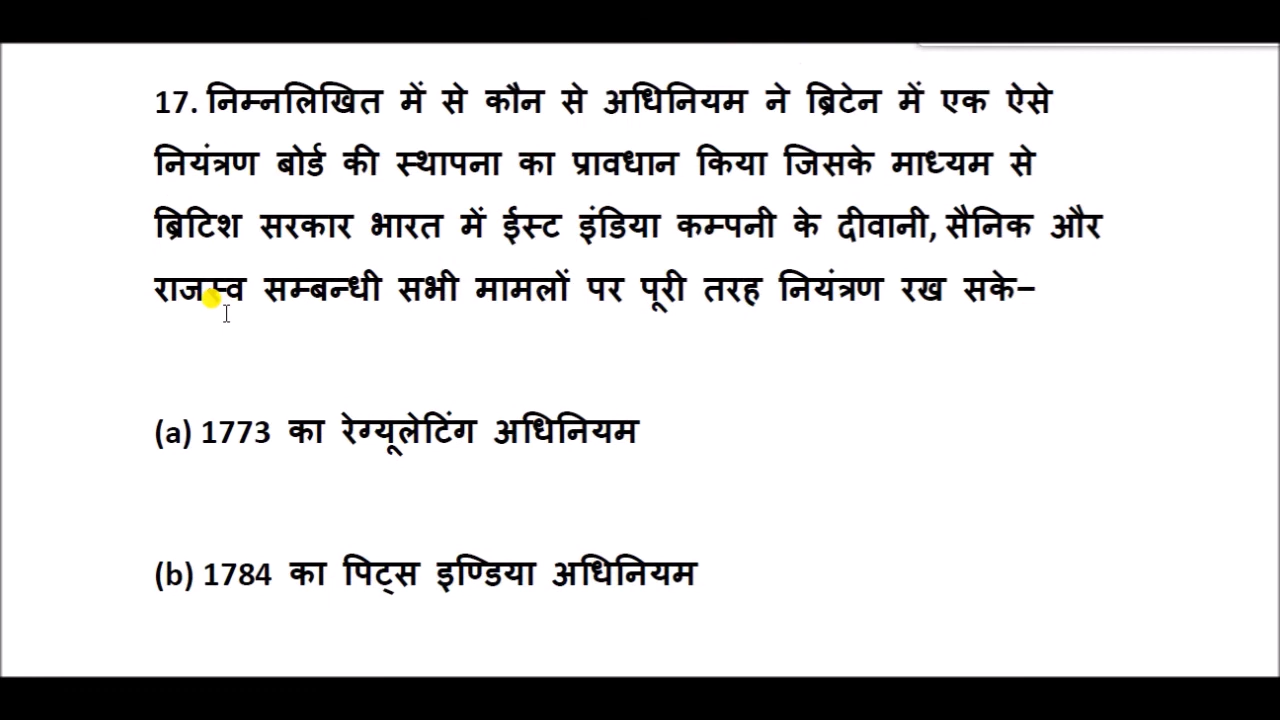 17. निम्नलिखित में से कौन से अधिनियम ने ब्रिटेन में एक ऐसे
नियंत्रण बोर्ड की स्थापना का प्रावधान किया जिसके माध्यम से
ब्रिटिश सरकार भारत में ईस्ट इंडिया कम्पनी के दीवानी, सैनिक और
राजस्व सम्बन्धी सभी मामलों पर पूरी तरह नियंत्रण रख सके–
(a) 1773 का रेग्यूलेटिंग अधिनियम
(b) 1784 का पिट्स इण्डिया अधिनियम